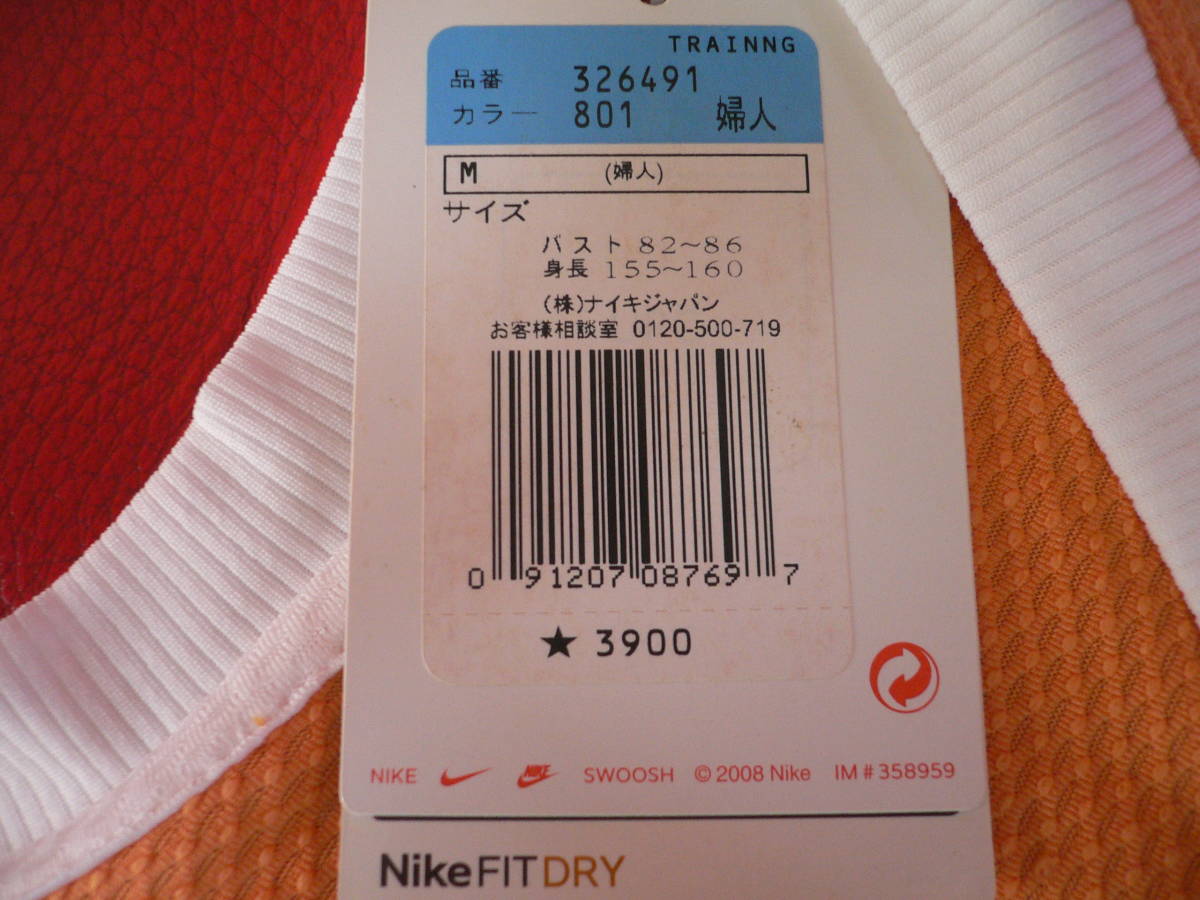 TRAINNG
品番 326491
カラー 801 婦人
M (婦人)
サイズ
バスト 82~86
身長 155~160
(株)ナイキジャパン
お客様相談室 0120-500-719
0 91207 08769 7
★ 3900
NIKE NIKE SWOOSH © 2008 Nike IM # 358959
NikeFITDRY